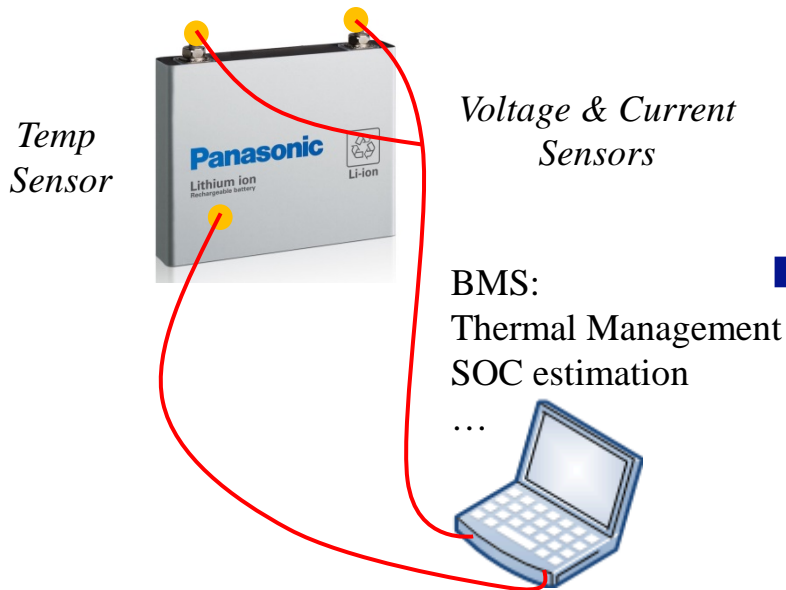 Temp
Sensor
Panasonic
Lithium ion
Rechargeable battery
Li-ion
Voltage & Current
Sensors
BMS:
Thermal Management
SOC estimation
…